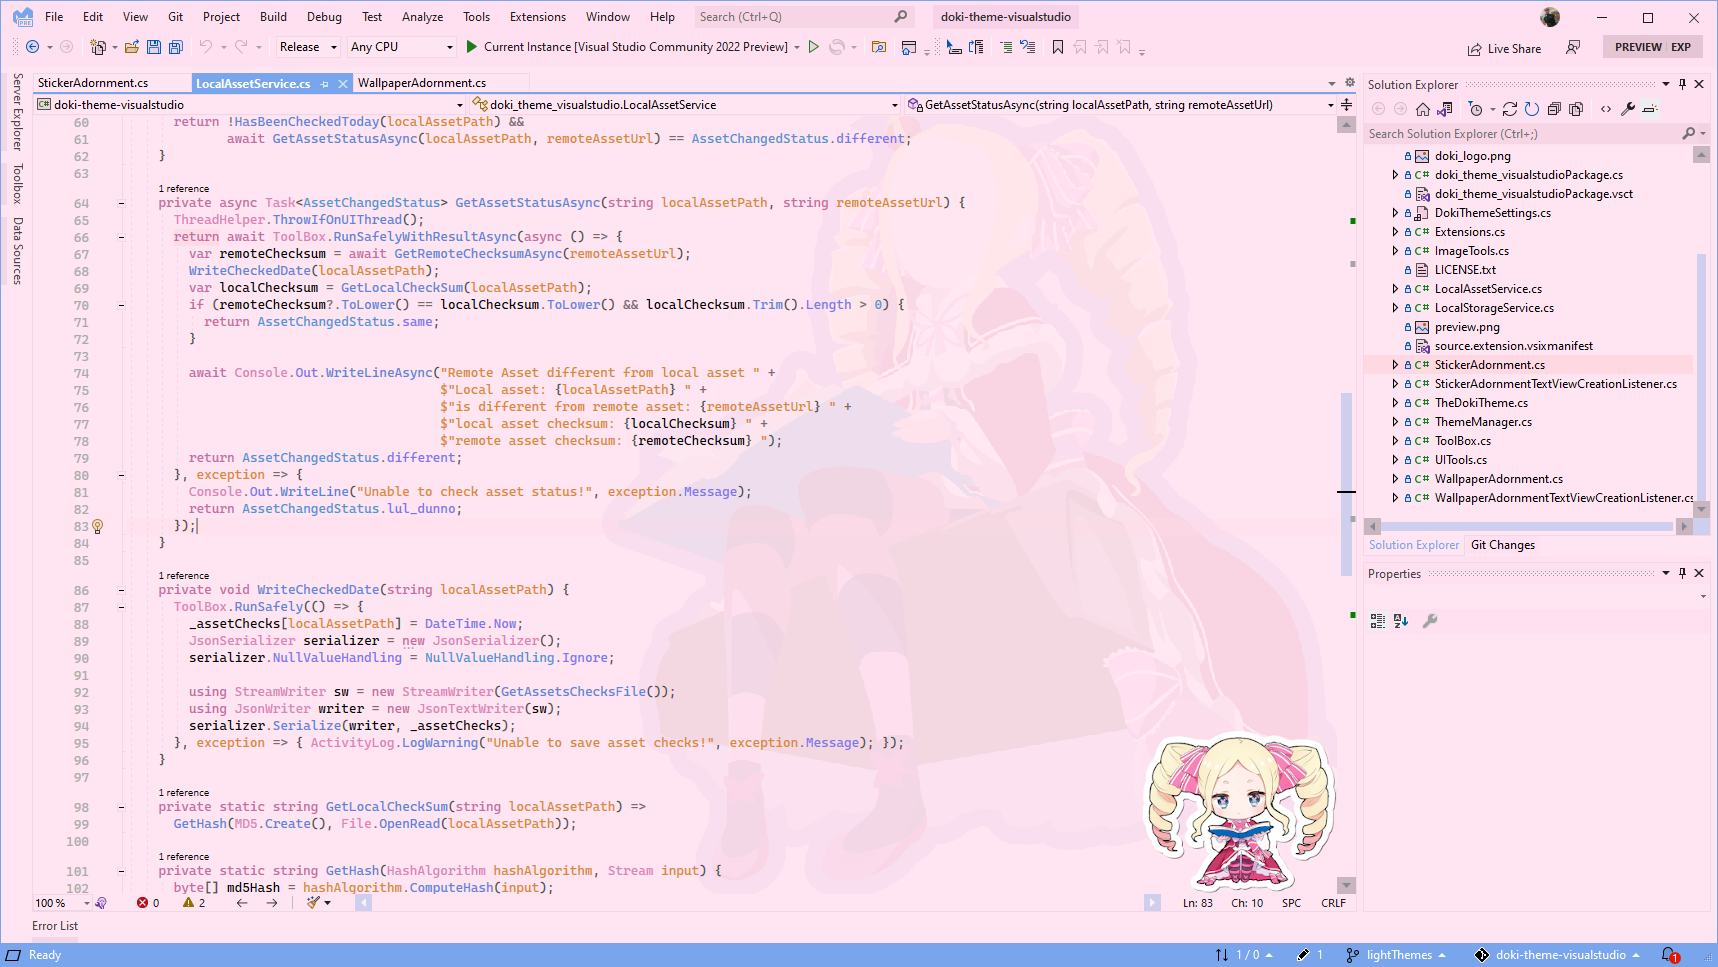 File Edit View Git Project Build Debug Test Analyze Tools Extensions Window Help Search (Ctrl+Q) doki-theme-visualstudio
Release Any CPU Current Instance [Visual Studio Community 2022 Preview] Live Share PREVIEW EXP
Server Explorer
Toolbox
Data Sources
StickerAdornment.cs LocalAssetService.cs WallpaperAdornment.cs
doki-theme-visualstudio doki_theme_visualstudio.LocalAssetService GetAssetStatusAsync(string localAssetPath, string remoteAssetUrl)
60 return !HasBeenCheckedToday(localAssetPath) &&
61 await GetAssetStatusAsync(localAssetPath, remoteAssetUrl) == AssetChangedStatus.different;
62 }
63
1 reference
64 private async Task<AssetChangedStatus> GetAssetStatusAsync(string localAssetPath, string remoteAssetUrl) {
65 ThreadHelper.ThrowIfOnUIThread();
66 return await ToolBox.RunSafelyWithResultAsync(async () => {
67 var remoteChecksum = await GetRemoteChecksumAsync(remoteAssetUrl);
68 WriteCheckedDate(localAssetPath);
69 var localChecksum = GetLocalCheckSum(localAssetPath);
70 if (remoteChecksum?.ToLower() == localChecksum.ToLower() && localChecksum.Trim().Length > 0) {
71 return AssetChangedStatus.same;
72 }
73
74 await Console.Out.WriteLineAsync("Remote Asset different from local asset " +
75 $"Local asset: {localAssetPath} " +
76 $"is different from remote asset: {remoteAssetUrl} " +
77 $"local asset checksum: {localChecksum} " +
78 $"remote asset checksum: {remoteChecksum} ");
79 return AssetChangedStatus.different;
80 }, exception => {
81 Console.Out.WriteLine("Unable to check asset status!", exception.Message);
82 return AssetChangedStatus.lul_dunno;
83 });
84 }
85
1 reference
86 private void WriteCheckedDate(string localAssetPath) {
87 ToolBox.RunSafely(() => {
88 _assetChecks[localAssetPath] = DateTime.Now;
89 JsonSerializer serializer = new JsonSerializer();
90 serializer.NullValueHandling = NullValueHandling.Ignore;
91
92 using StreamWriter sw = new StreamWriter(GetAssetsChecksFile());
93 using JsonWriter writer = new JsonTextWriter(sw);
94 serializer.Serialize(writer, _assetChecks);
95 }, exception => { ActivityLog.LogWarning("Unable to save asset checks!", exception.Message); });
96 }
97
1 reference
98 private static string GetLocalCheckSum(string localAssetPath) =>
99 GetHash(MD5.Create(), File.OpenRead(localAssetPath));
100
1 reference
101 private static string GetHash(HashAlgorithm hashAlgorithm, Stream input) {
102 byte[] md5Hash = hashAlgorithm.ComputeHash(input);
100 % 0 2 Ln: 83 Ch: 10 SPC CRLF
Solution Explorer
Search Solution Explorer (Ctrl+;)
doki_logo.png
C# doki_theme_visualstudioPackage.cs
doki_theme_visualstudioPackage.vsct
DokiThemeSettings.cs
C# Extensions.cs
C# ImageTools.cs
LICENSE.txt
C# LocalAssetService.cs
C# LocalStorageService.cs
preview.png
source.extension.vsixmanifest
C# StickerAdornment.cs
C# StickerAdornmentTextViewCreationListener.cs
C# TheDokiTheme.cs
C# ThemeManager.cs
C# ToolBox.cs
C# UITools.cs
C# WallpaperAdornment.cs
C# WallpaperAdornmentTextViewCreationListener.cs
Solution Explorer Git Changes
Properties
Error List
Ready 1 / 0 1 lightThemes doki-theme-visualstudio 1